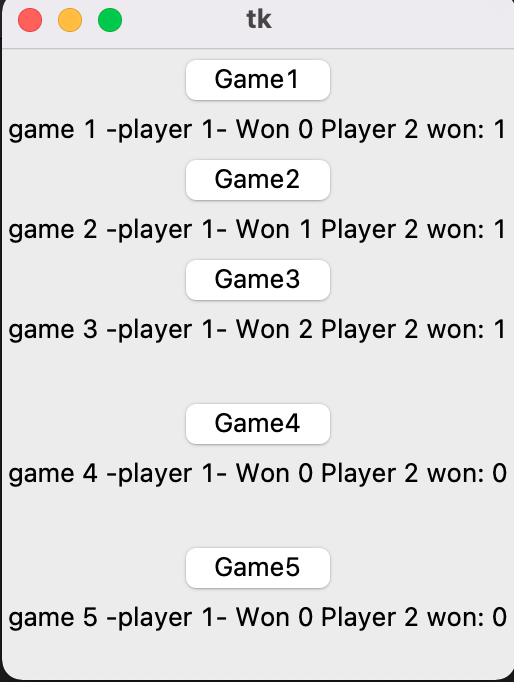 tk
Game1
game 1 -player 1- Won 0 Player 2 won: 1
Game2
game 2 -player 1- Won 1 Player 2 won: 1
Game3
game 3 -player 1- Won 2 Player 2 won: 1
Game4
game 4 -player 1- Won 0 Player 2 won: 0
Game5
game 5 -player 1- Won 0 Player 2 won: 0